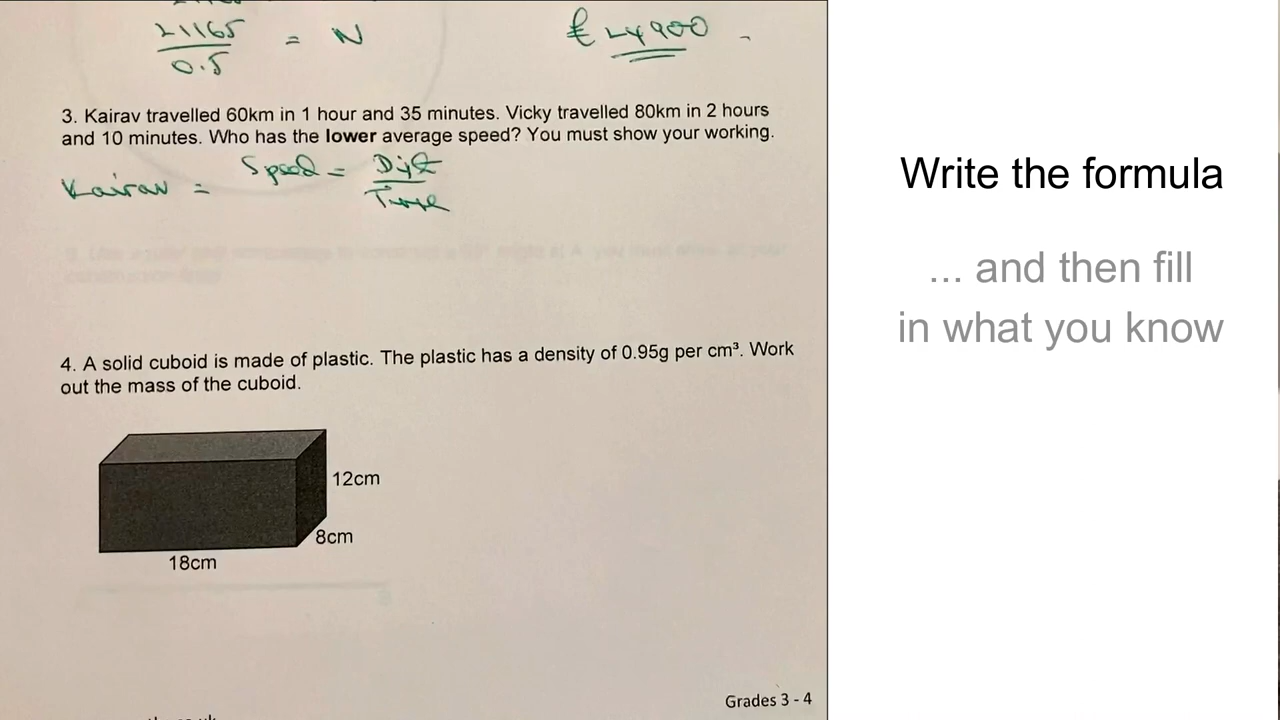 21165
0.5
= N
£24900
3. Kairav travelled 60km in 1 hour and 35 minutes. Vicky travelled 80km in 2 hours
and 10 minutes. Who has the lower average speed? You must show your working.
Kairav =
Speed = Dist
Time
4. A solid cuboid is made of plastic. The plastic has a density of 0.95g per cm³. Work
out the mass of the cuboid.
12cm
8cm
18cm
Grades 3 - 4
Write the formula
... and then fill
in what you know